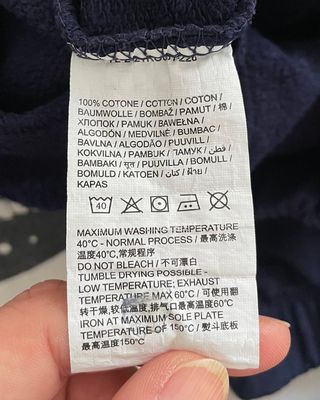 100% COTONE / COTTON / COTON /
BAUMWOLLE / BOMBAŽ / PAMUT / 棉/
ХЛОПОК / PAMUK / BAWEŁNA /
ALGODÓN / MEDVILNĖ / BUMBAC /
BAVLNA / ALGODÃO / PUUVILL /
KOKVILNA / PAMBUK / ПАМУК / قطن /
BAMBAKI / מעט / PUUVILLA / BOMULL /
BOMULD / KATOEN / کتان /
KAPAS
40
MAXIMUM WASHING TEMPERATURE
40°C - NORMAL PROCESS / 最高洗涤
温度40°C,常规程序
DO NOT BLEACH / 不可漂白
TUMBLE DRYING POSSIBLE -
LOW TEMPERATURE; EXHAUST
TEMPERATURE MAX 60°C / 可使用翻
转干燥,较低温度,排气口最高温度60°C
IRON AT MAXIMUM SOLE PLATE
TEMPERATURE OF 150°C / 熨斗底板
最高温度150°C